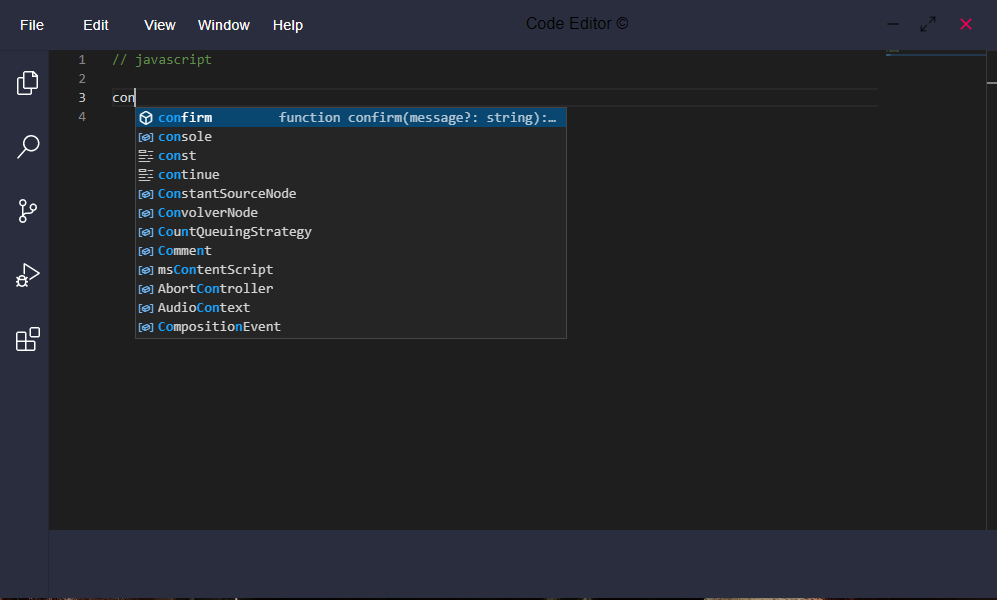 File Edit View Window Help Code Editor ©
1 // javascript
2
3 con
4
confirm function confirm(message?: string):…
console
const
continue
ConstantSourceNode
ConvolverNode
CountQueuingStrategy
Comment
msContentScript
AbortController
AudioContext
CompositionEvent